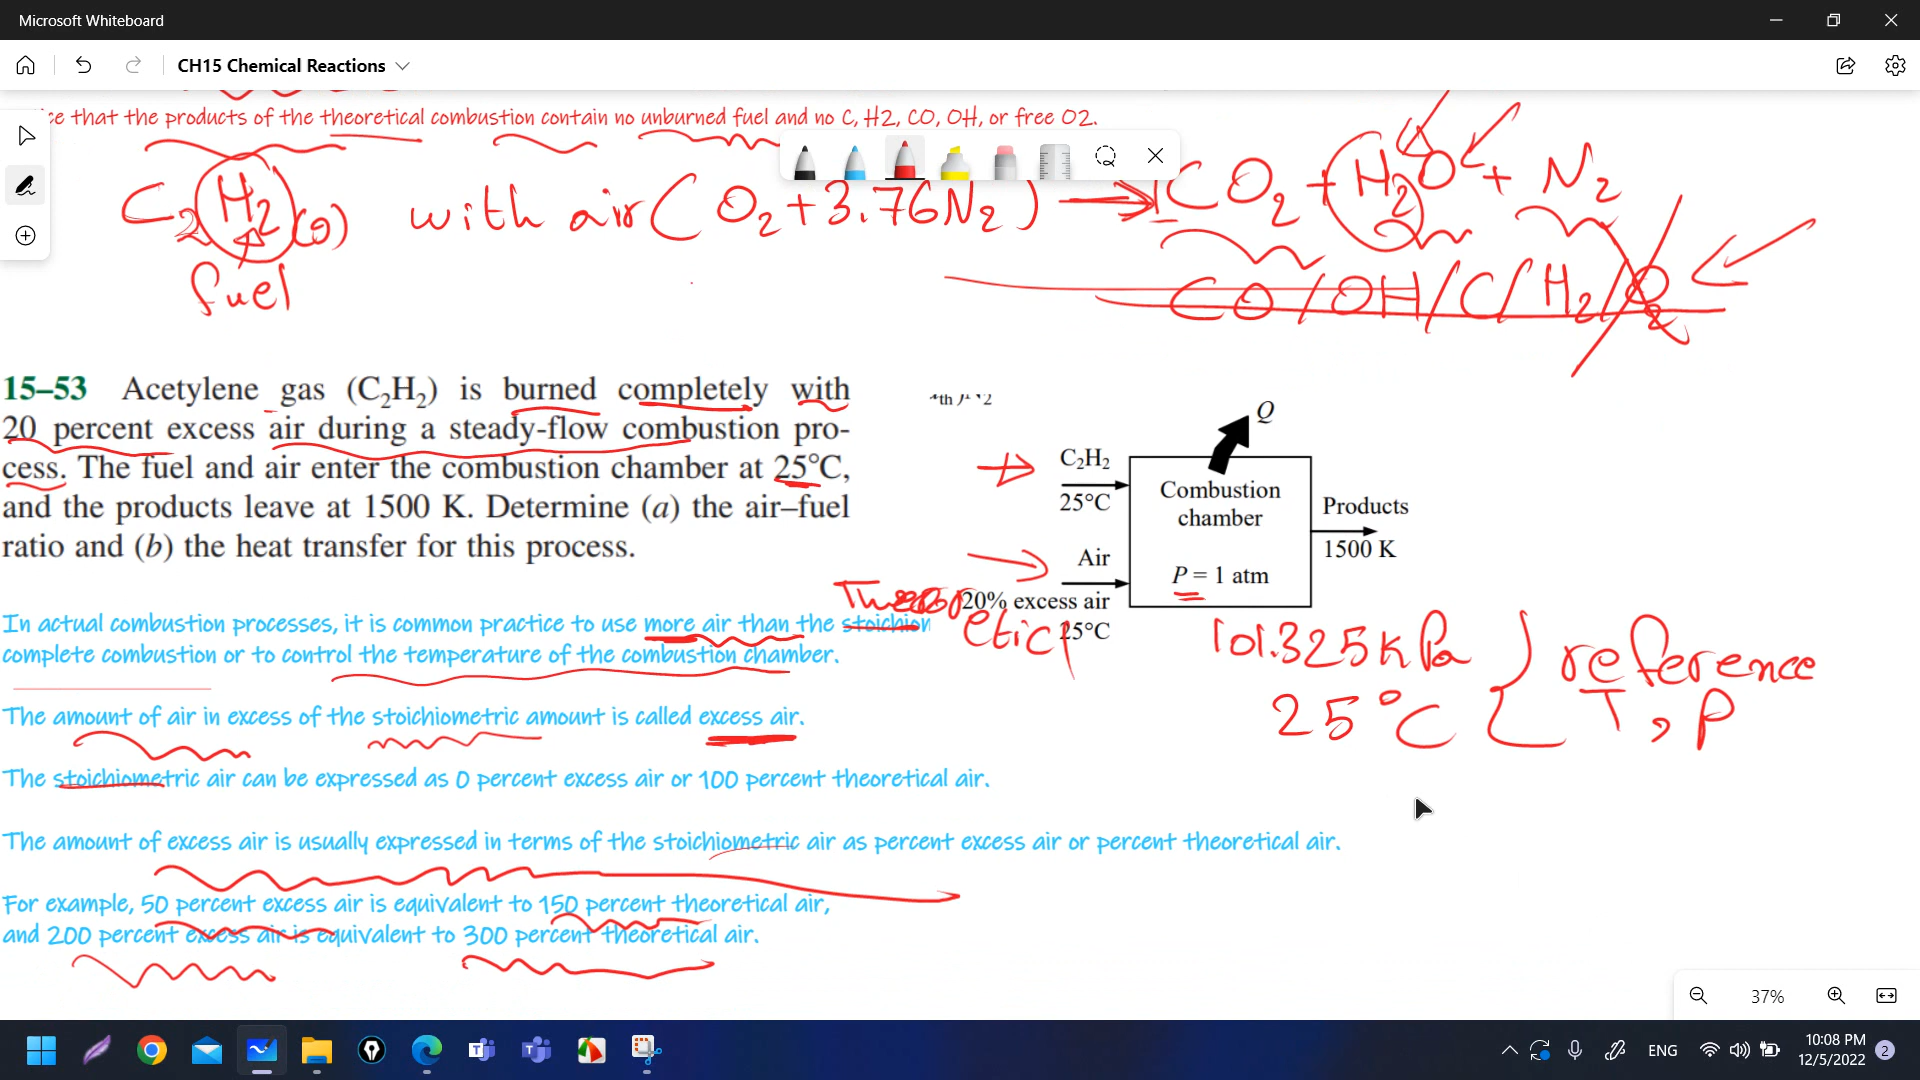 Microsoft Whiteboard
CH15 Chemical Reactions
ce that the products of the theoretical combustion contain no unburned fuel and no C, H2, CO, OH, or free O2.
C2H2(g) with air (O2+3.76N2) → CO2+H2O+N2
fuel
CO/OH/C/H2/O2
15–53 Acetylene gas (C2H2) is burned completely with
20 percent excess air during a steady-flow combustion pro-
cess. The fuel and air enter the combustion chamber at 25°C,
and the products leave at 1500 K. Determine (a) the air–fuel
ratio and (b) the heat transfer for this process.
Q
C2H2
25°C
Combustion
chamber
P = 1 atm
Products
1500 K
Air
20% excess air
25°C
In actual combustion processes, it is common practice to use more air than the stoichion
complete combustion or to control the temperature of the combustion chamber.
101.325 kPa
25°C
reference
T, P
The amount of air in excess of the stoichiometric amount is called excess air.
The stoichiometric air can be expressed as 0 percent excess air or 100 percent theoretical air.
The amount of excess air is usually expressed in terms of the stoichiometric air as percent excess air or percent theoretical air.
For example, 50 percent excess air is equivalent to 150 percent theoretical air,
and 200 percent excess air is equivalent to 300 percent theoretical air.
37%
ENG
10:08 PM
12/5/2022
2